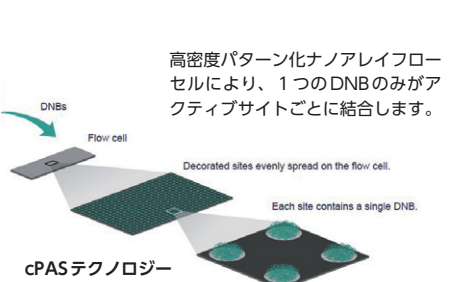 高密度パターン化ナノアレイフロー
セルにより、１つのDNBのみがア
クティブサイトごとに結合します。
DNBs
Flow cell
Decorated sites evenly spread on the flow cell.
Each site contains a single DNB.
cPASテクノロジー